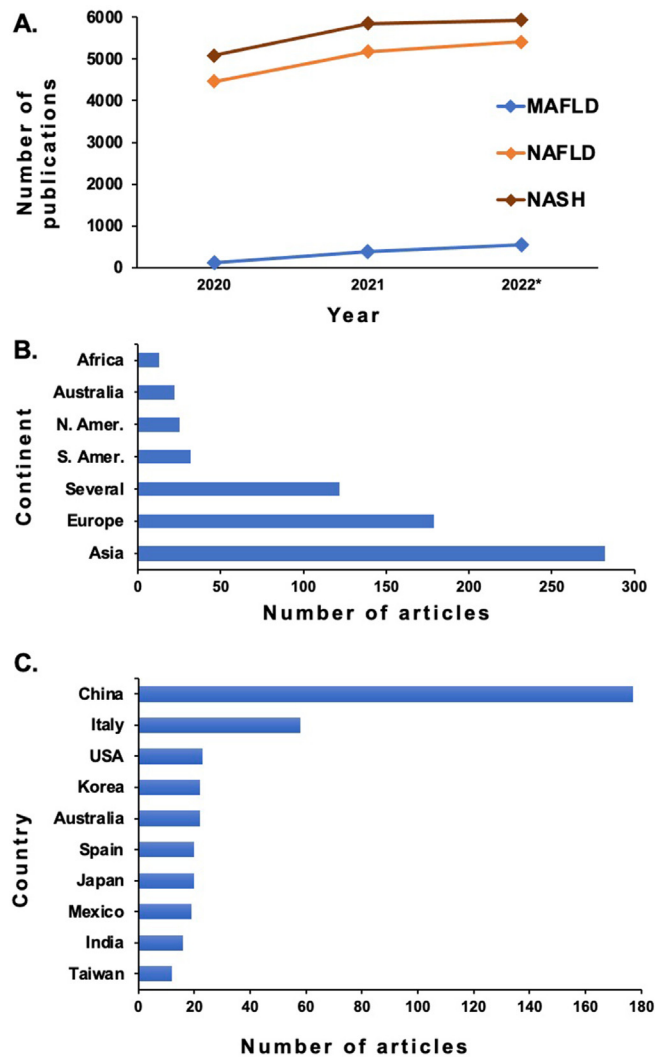 A.
6000
5000
4000
3000
2000
1000
0
Number of
publications
2020
2021
2022*
Year
MAFLD
NAFLD
NASH
B.
Continent
Africa
Australia
N. Amer.
S. Amer.
Several
Europe
Asia
0 50 100 150 200 250 300
Number of articles
C.
Country
China
Italy
USA
Korea
Australia
Spain
Japan
Mexico
India
Taiwan
0 20 40 60 80 100 120 140 160 180
Number of articles